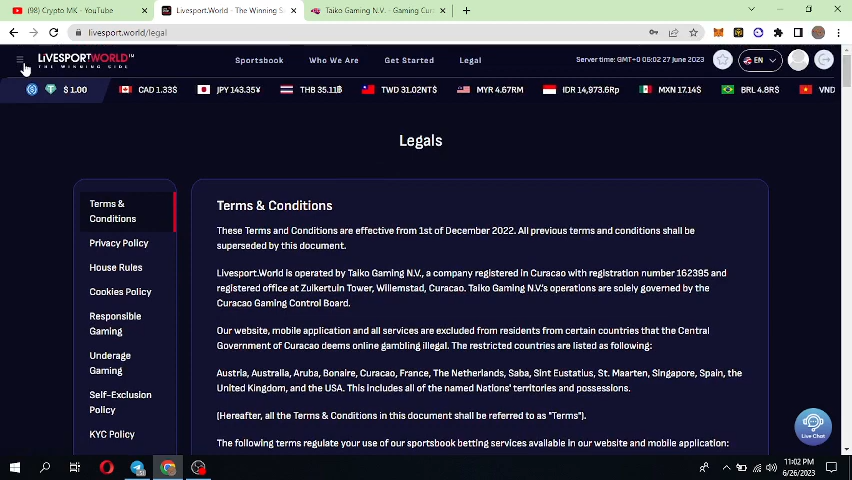 (98) Crypto MK - YouTube
Livesport.World - The Winning S
Taiko Gaming N.V. - Gaming Cur
livesport.world/legal
LiVESPORTWORLD™
THE WINNING SIDE
Sportsbook
Who We Are
Get Started
Legal
Server time: GMT+0 06:02 27 June 2023
EN
$ 1.00
CAD 1.33$
JPY 143.35¥
THB 35.11฿
TWD 31.02NT$
MYR 4.67RM
IDR 14,973.6Rp
MXN 17.14$
BRL 4.8R$
VND
Legals
Terms &
Conditions
Privacy Policy
House Rules
Cookies Policy
Responsible
Gaming
Underage
Gaming
Self-Exclusion
Policy
KYC Policy
Terms & Conditions
These Terms and Conditions are effective from 1st of December 2022. All previous terms and conditions shall be
superseded by this document.
Livesport.World is operated by Taiko Gaming N.V., a company registered in Curacao with registration number 162395 and
registered office at Zuikertuin Tower, Willemstad, Curacao. Taiko Gaming N.V.'s operations are solely governed by the
Curacao Gaming Control Board.
Our website, mobile application and all services are excluded from residents from certain countries that the Central
Government of Curacao deems online gambling illegal. The restricted countries are listed as following:
Austria, Australia, Aruba, Bonaire, Curacao, France, The Netherlands, Saba, Sint Eustatius, St. Maarten, Singapore, Spain, the
United Kingdom, and the USA. This includes all of the named Nations' territories and possessions.
(Hereafter, all the Terms & Conditions in this document shall be referred to as "Terms").
The following terms regulate your use of our sportsbook betting services available in our website and mobile application:
Live Chat
11:02 PM
6/26/2023